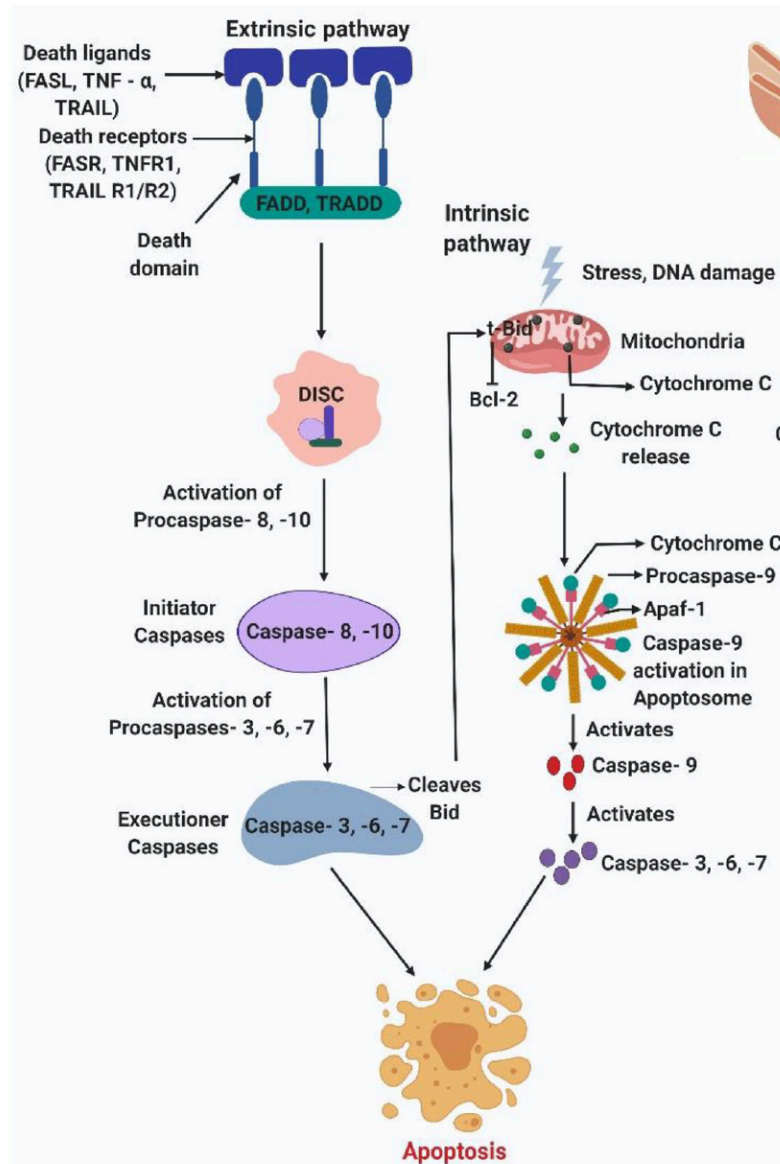 Extrinsic pathway
Death ligands
(FASL, TNF - α,
TRAIL)
Death receptors
(FASR, TNFR1,
TRAIL R1/R2)
Death
domain
FADD, TRADD
DISC
Activation of
Procaspase- 8, -10
Initiator
Caspases
Caspase- 8, -10
Activation of
Procaspases- 3, -6, -7
Executioner
Caspases
Caspase- 3, -6, -7
Cleaves
Bid
Intrinsic
pathway
Stress, DNA damage
t-Bid
Mitochondria
Bcl-2
Cytochrome C
Cytochrome C
release
Cytochrome C
Procaspase-9
Apaf-1
Caspase-9
activation in
Apoptosome
Activates
Caspase- 9
Activates
Caspase- 3, -6, -7
Apoptosis